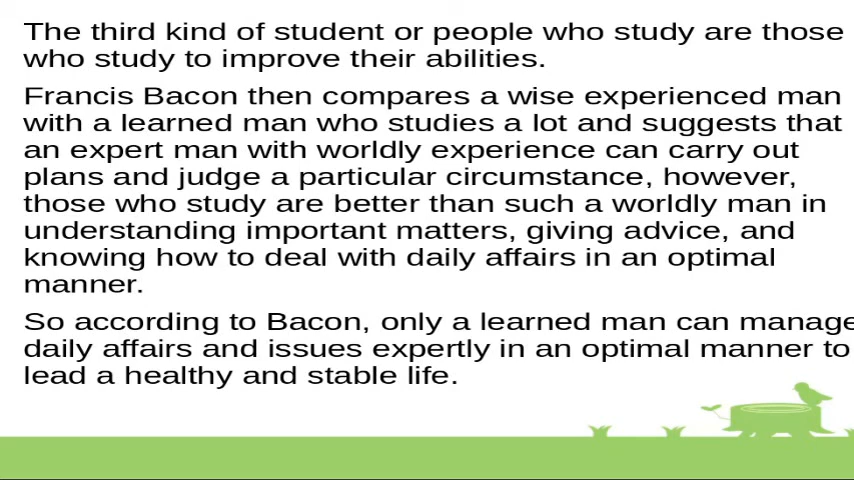 The third kind of student or people who study are those
who study to improve their abilities.
Francis Bacon then compares a wise experienced man
with a learned man who studies a lot and suggests that
an expert man with worldly experience can carry out
plans and judge a particular circumstance, however,
those who study are better than such a worldly man in
understanding important matters, giving advice, and
knowing how to deal with daily affairs in an optimal
manner.
So according to Bacon, only a learned man can manage
daily affairs and issues expertly in an optimal manner to
lead a healthy and stable life.